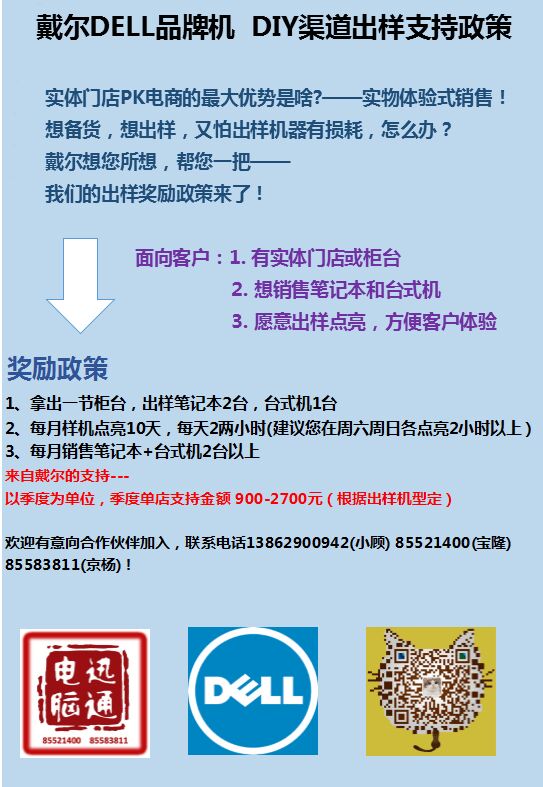 戴尔DELL品牌机 DIY渠道出样支持政策
实体门店PK电商的最大优势是啥?——实物体验式销售！
想备货，想出样，又怕出样机器有损耗，怎么办？
戴尔想您所想，帮您一把——
我们的出样奖励政策来了！
面向客户：1. 有实体门店或柜台
2. 想销售笔记本和台式机
3. 愿意出样点亮，方便客户体验
奖励政策
1、拿出一节柜台，出样笔记本2台，台式机1台
2、每月样机点亮10天，每天2两小时(建议您在周六周日各点亮2小时以上）
3、每月销售笔记本+台式机2台以上
来自戴尔的支持---
以季度为单位，季度单店支持金额 900-2700元（根据出样机型定）
欢迎有意向合作伙伴加入，联系电话13862900942(小顾) 85521400(宝隆)
85583811(京杨)！
电迅
脑通
85521400 85583811
DELL